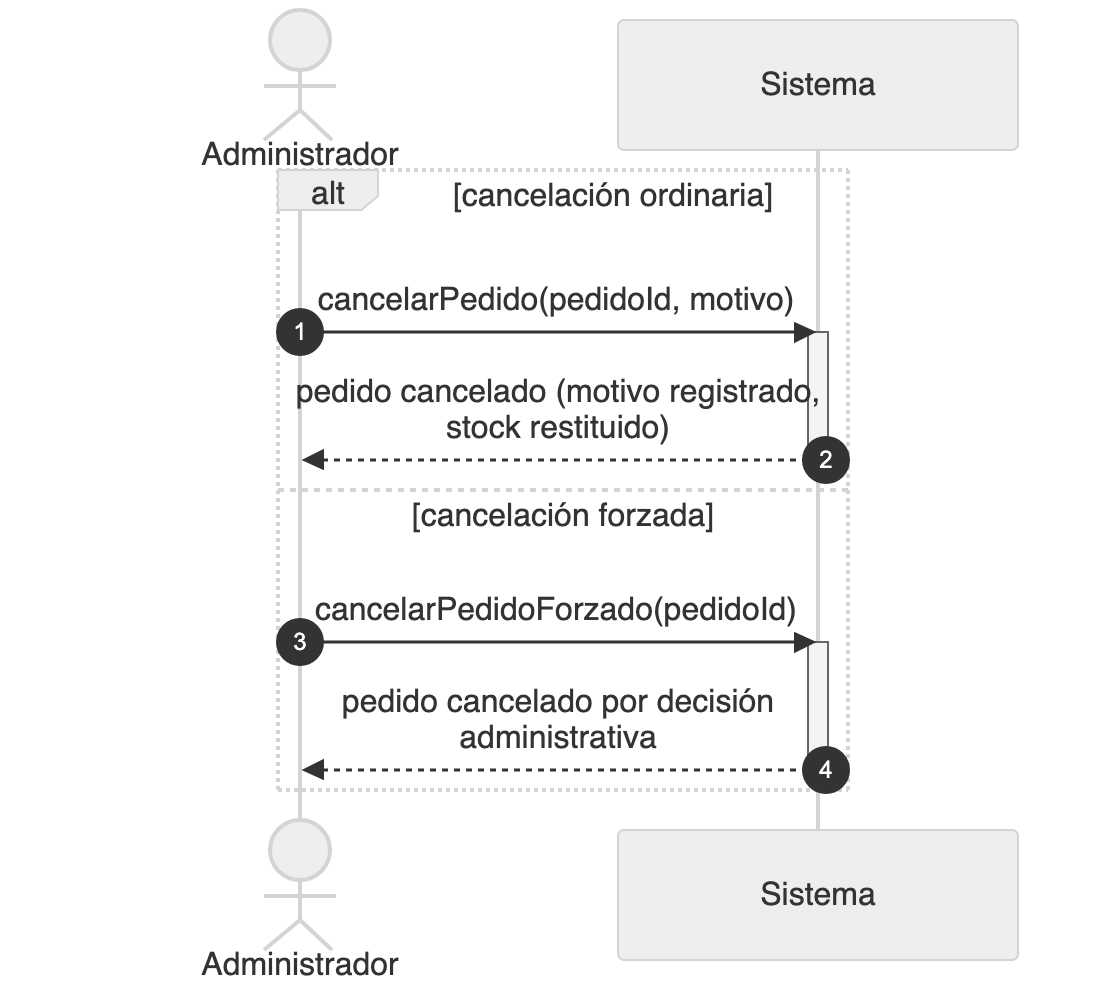 Sistema
Administrador
alt
[cancelación ordinaria]
cancelarPedido(pedidoId, motivo)
1
pedido cancelado (motivo registrado,
stock restituido)
2
[cancelación forzada]
cancelarPedidoForzado(pedidoId)
3
pedido cancelado por decisión
administrativa
4
Sistema
Administrador